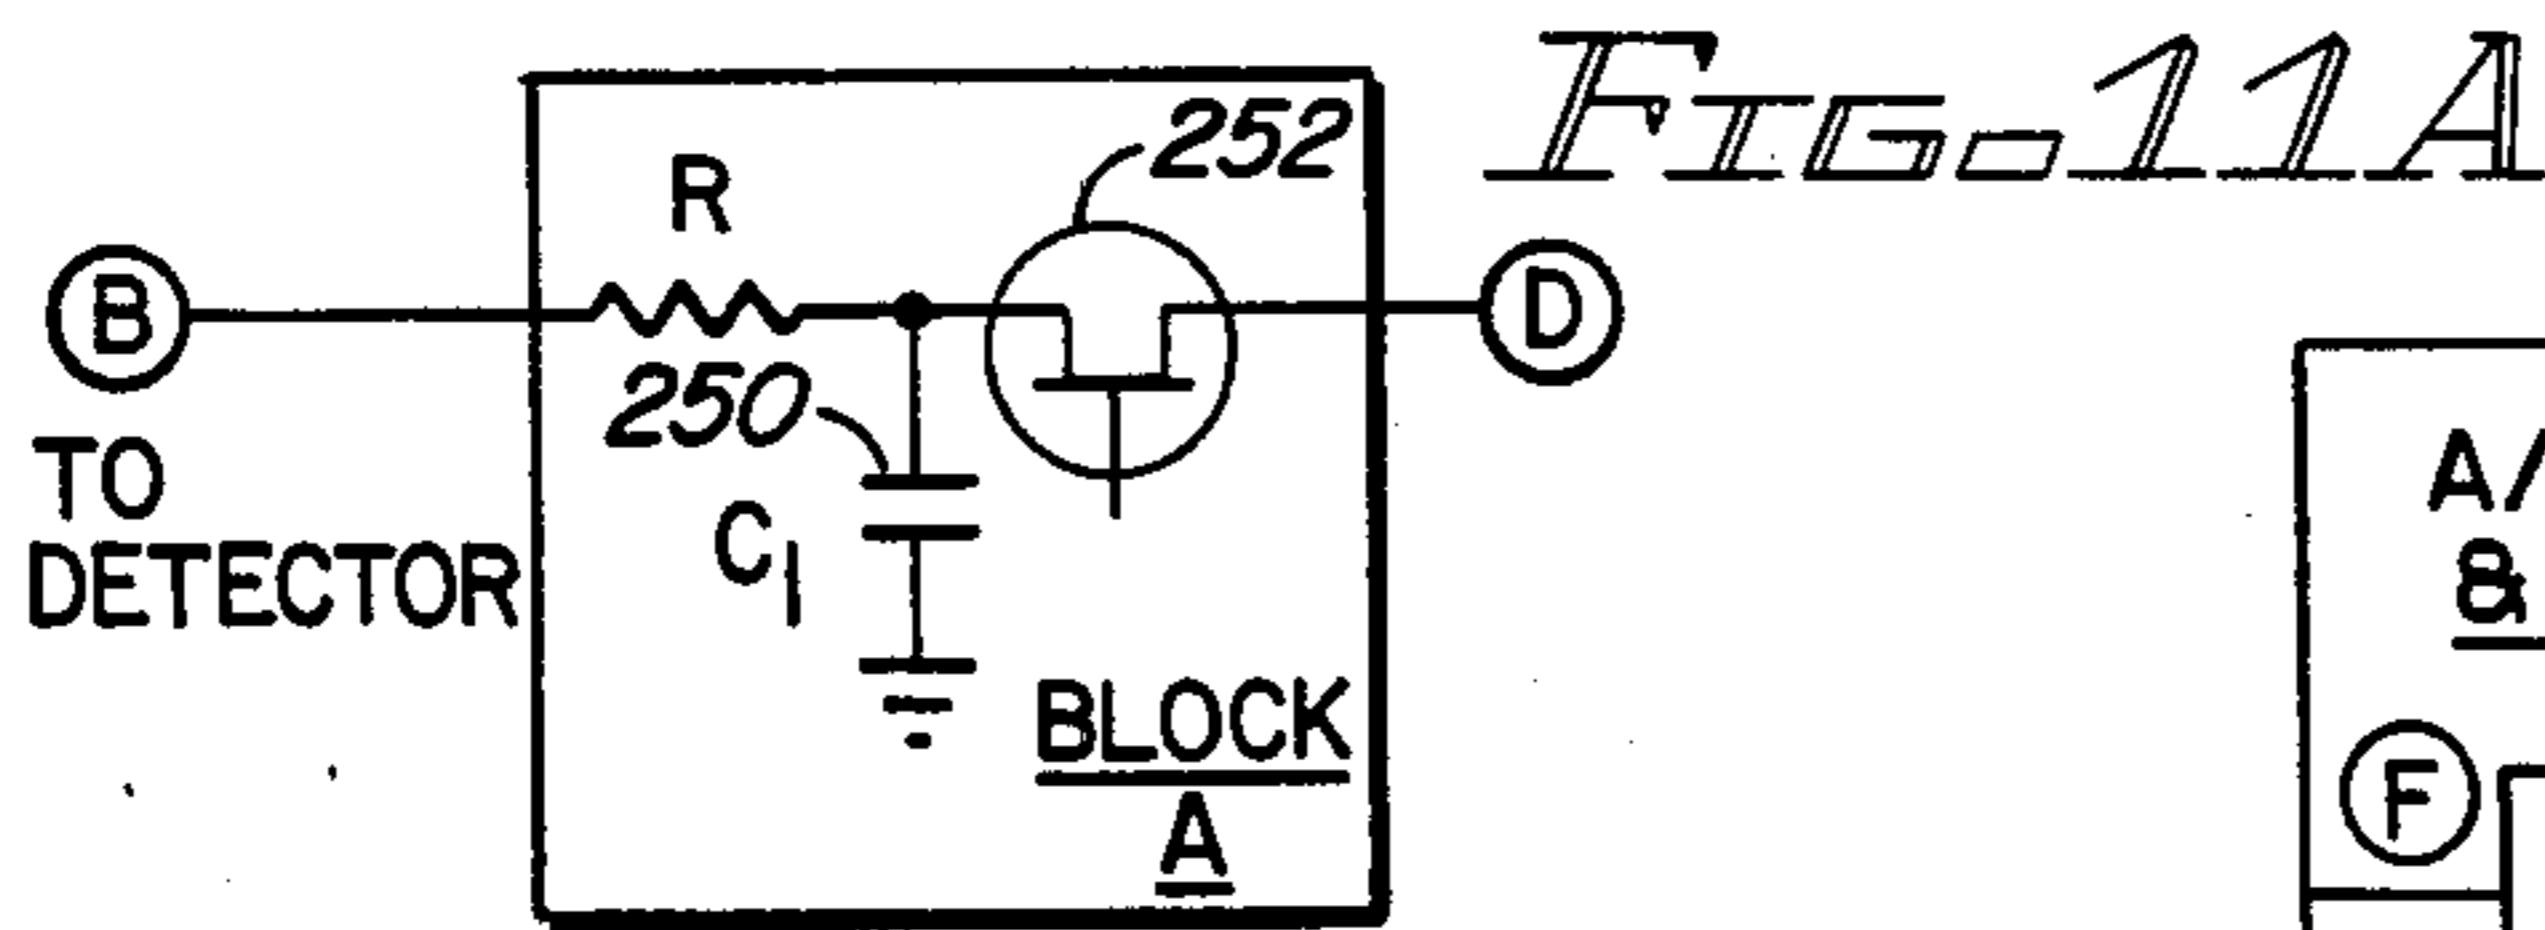 FIG. 11A
252
R
B
D
250
TO
DETECTOR
C1
BLOCK
A
A/
&
F